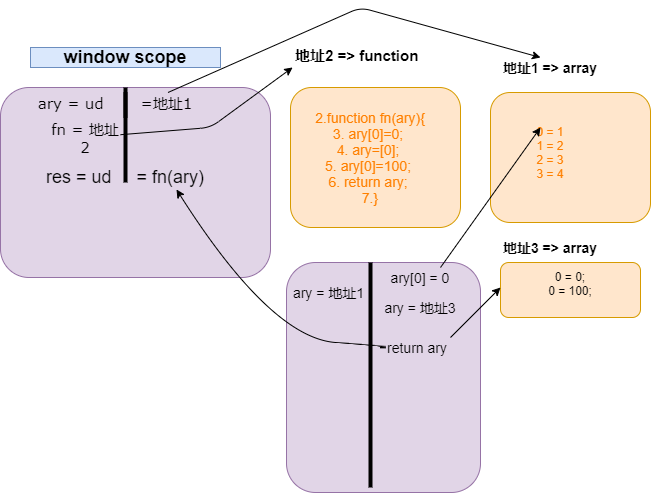 window scope
ary = ud =地址1
fn = 地址
2
res = ud = fn(ary)
地址2 => function
2.function fn(ary){
3. ary[0]=0;
4. ary=[0];
5. ary[0]=100;
6. return ary;
7.}
地址1 => array
0 = 1
1 = 2
2 = 3
3 = 4
地址3 => array
0 = 0;
0 = 100;
ary = 地址1
ary[0] = 0
ary = 地址3
return ary